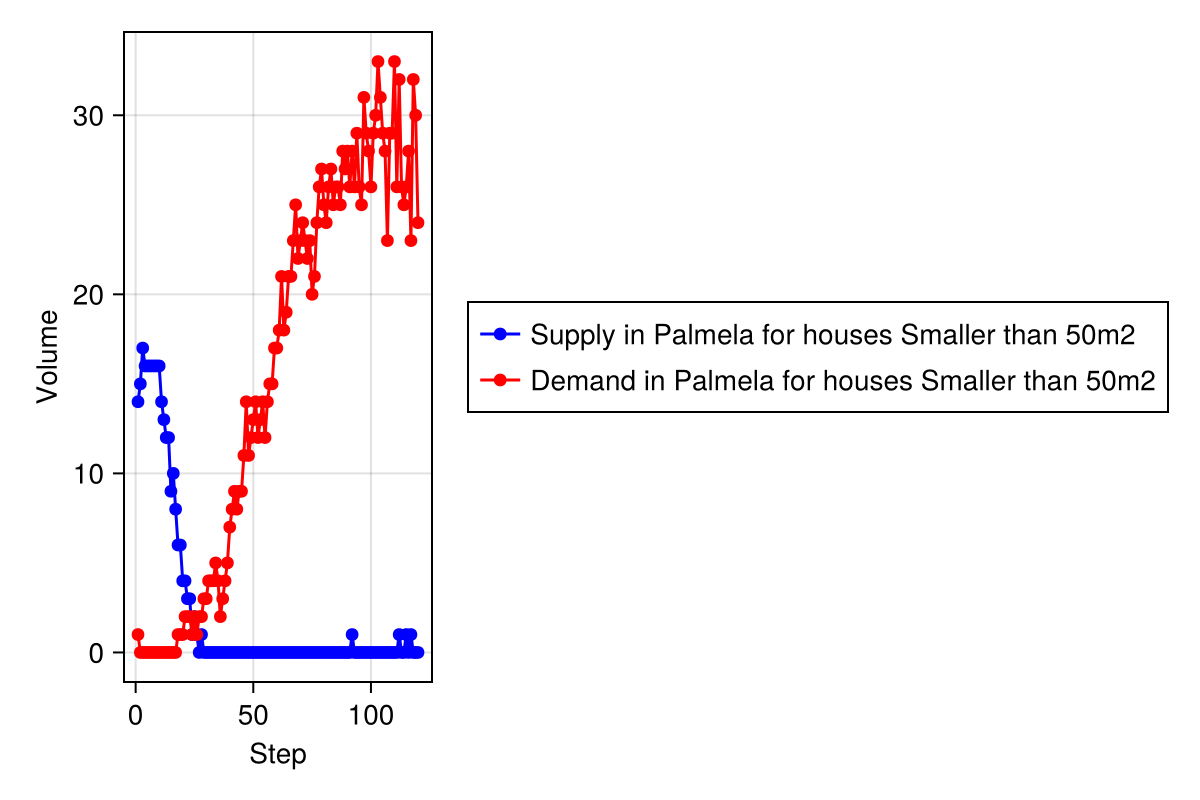 Volume
30
20
10
0
0 50 100
Step
Supply in Palmela for houses Smaller than 50m2
Demand in Palmela for houses Smaller than 50m2